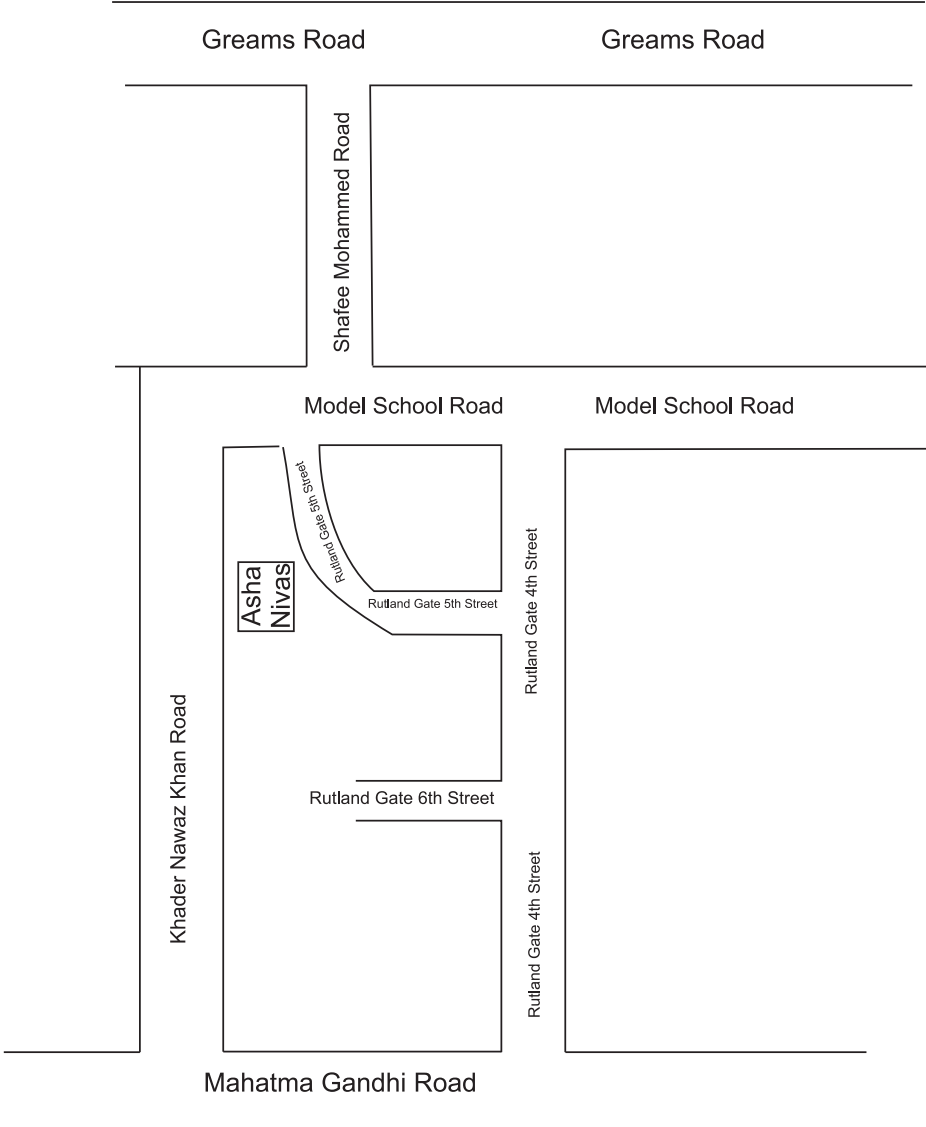 Greams Road
Greams Road
Shafee Mohammed Road
Model School Road
Model School Road
Rutland Gate 5th Street
Rutland Gate 4th Street
Asha
Nivas
Rutland Gate 5th Street
Khader Nawaz Khan Road
Rutland Gate 6th Street
Rutland Gate 4th Street
Mahatma Gandhi Road